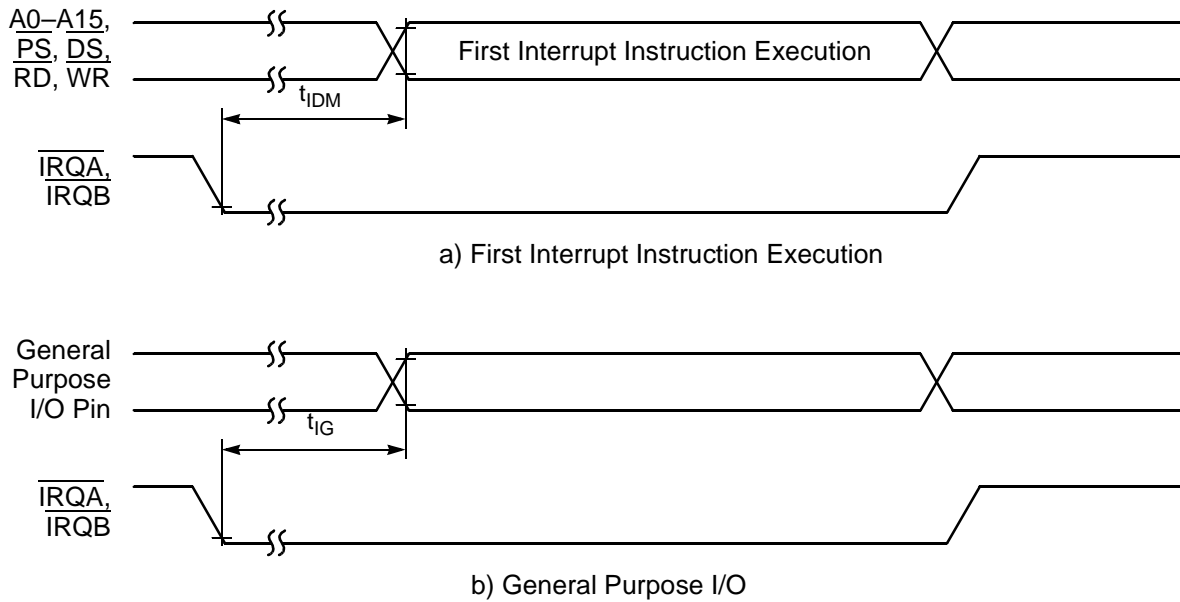 A0–A15,
PS, DS,
RD, WR
First Interrupt Instruction Execution
tIDM
IRQA,
IRQB
a) First Interrupt Instruction Execution
General
Purpose
I/O Pin
tIG
IRQA,
IRQB
b) General Purpose I/O